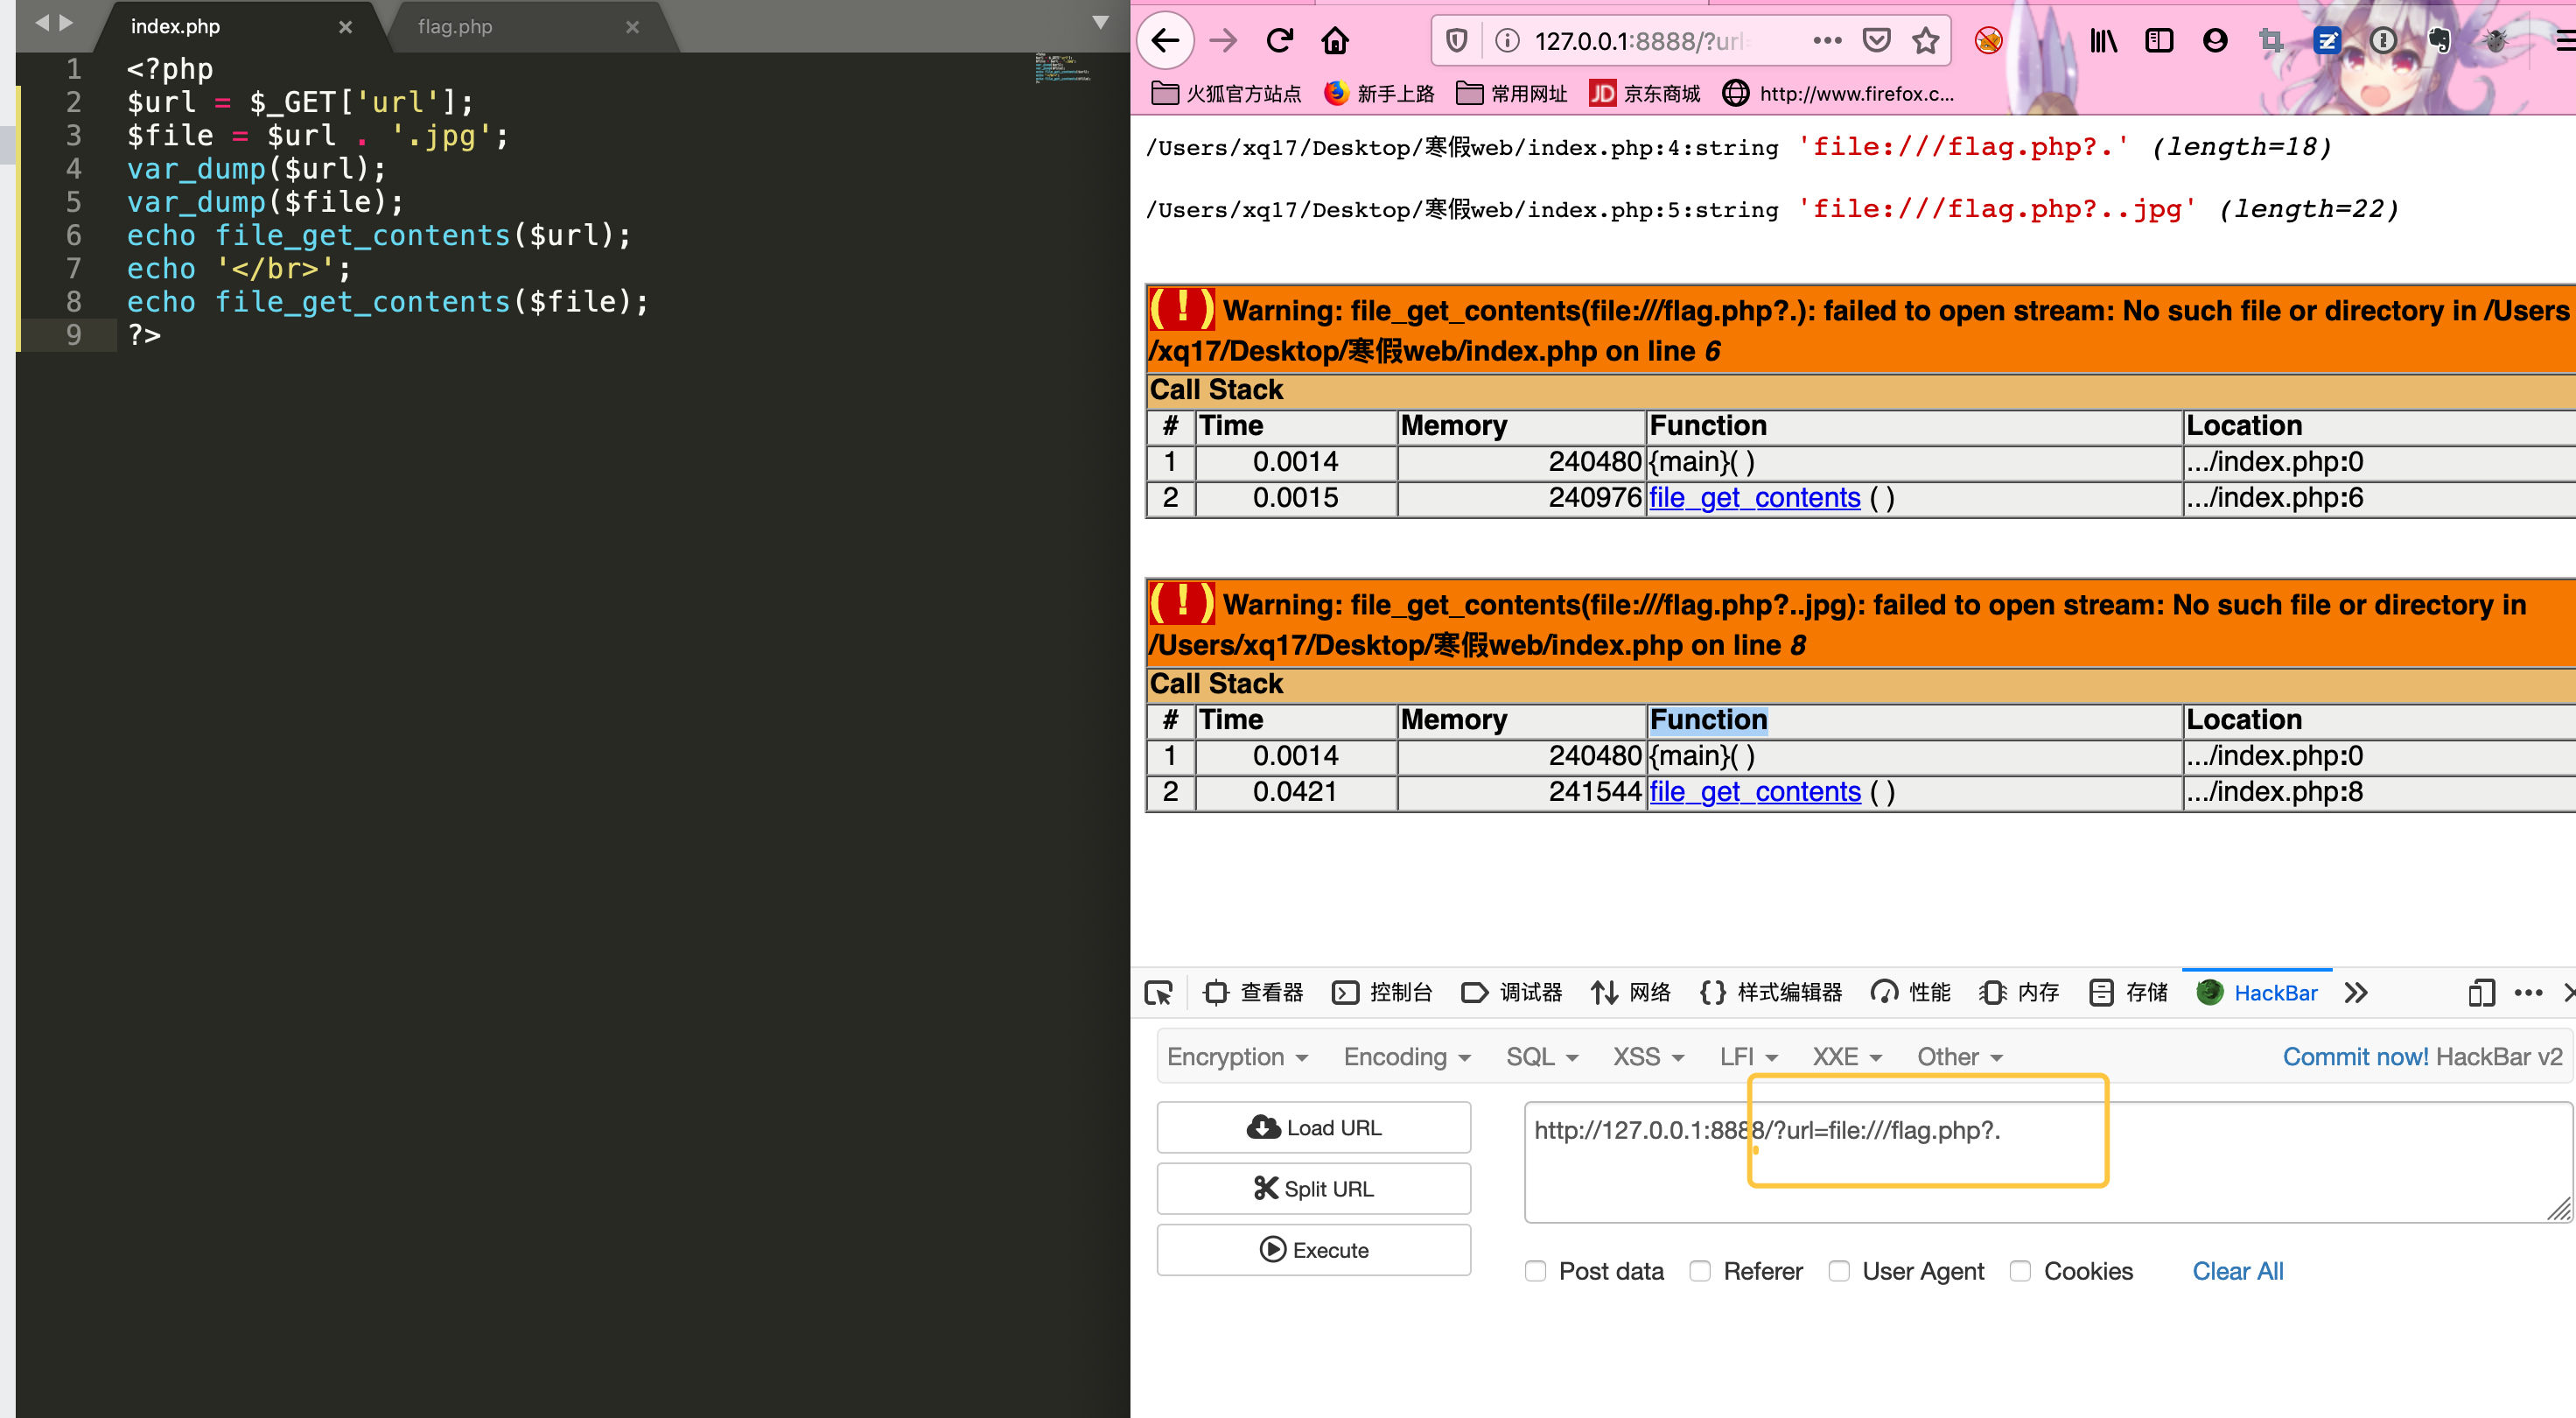 index.php
flag.php
1 <?php
2 $url = $_GET['url'];
3 $file = $url . '.jpg';
4 var_dump($url);
5 var_dump($file);
6 echo file_get_contents($url);
7 echo '</br>';
8 echo file_get_contents($file);
9 ?>
127.0.0.1:8888/?url=
火狐官方站点 新手上路 常用网址 JD 京东商城 http://www.firefox.c...
/Users/xq17/Desktop/寒假web/index.php:4:string 'file:///flag.php?.' (length=18)
/Users/xq17/Desktop/寒假web/index.php:5:string 'file:///flag.php?..jpg' (length=22)
( ! ) Warning: file_get_contents(file:///flag.php?.): failed to open stream: No such file or directory in /Users
/xq17/Desktop/寒假web/index.php on line 6
Call Stack
# Time Memory Function Location
1 0.0014 240480 {main}( ) .../index.php:0
2 0.0015 240976 file_get_contents ( ) .../index.php:6
( ! ) Warning: file_get_contents(file:///flag.php?..jpg): failed to open stream: No such file or directory in
/Users/xq17/Desktop/寒假web/index.php on line 8
Call Stack
# Time Memory Function Location
1 0.0014 240480 {main}( ) .../index.php:0
2 0.0421 241544 file_get_contents ( ) .../index.php:8
查看器 控制台 调试器 网络 样式编辑器 性能 内存 存储 HackBar
Encryption Encoding SQL XSS LFI XXE Other Commit now! HackBar v2
Load URL
http://127.0.0.1:8888/?url=file:///flag.php?.
Split URL
Execute
Post data Referer User Agent Cookies Clear All